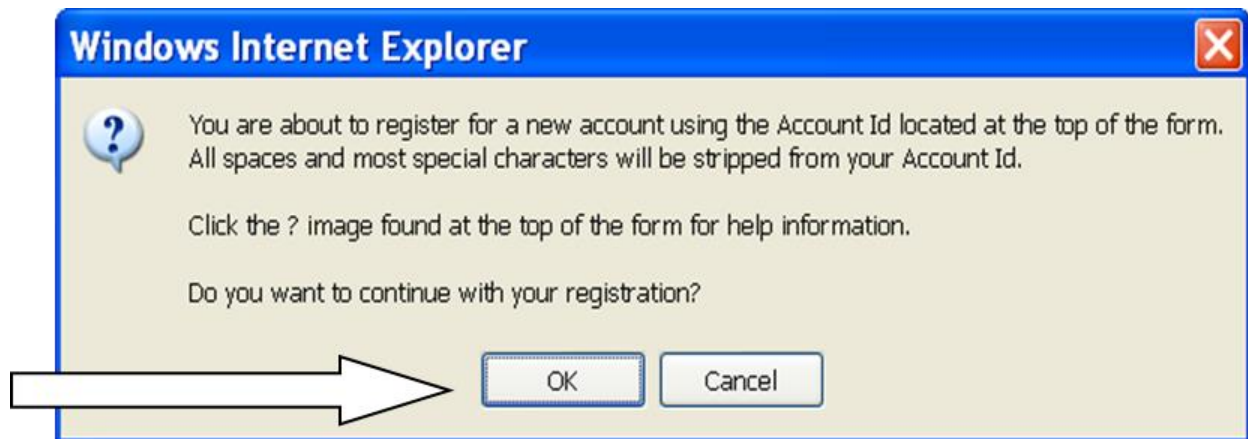 Windows Internet Explorer
You are about to register for a new account using the Account Id located at the top of the form.
All spaces and most special characters will be stripped from your Account Id.
Click the ? image found at the top of the form for help information.
Do you want to continue with your registration?
OK Cancel